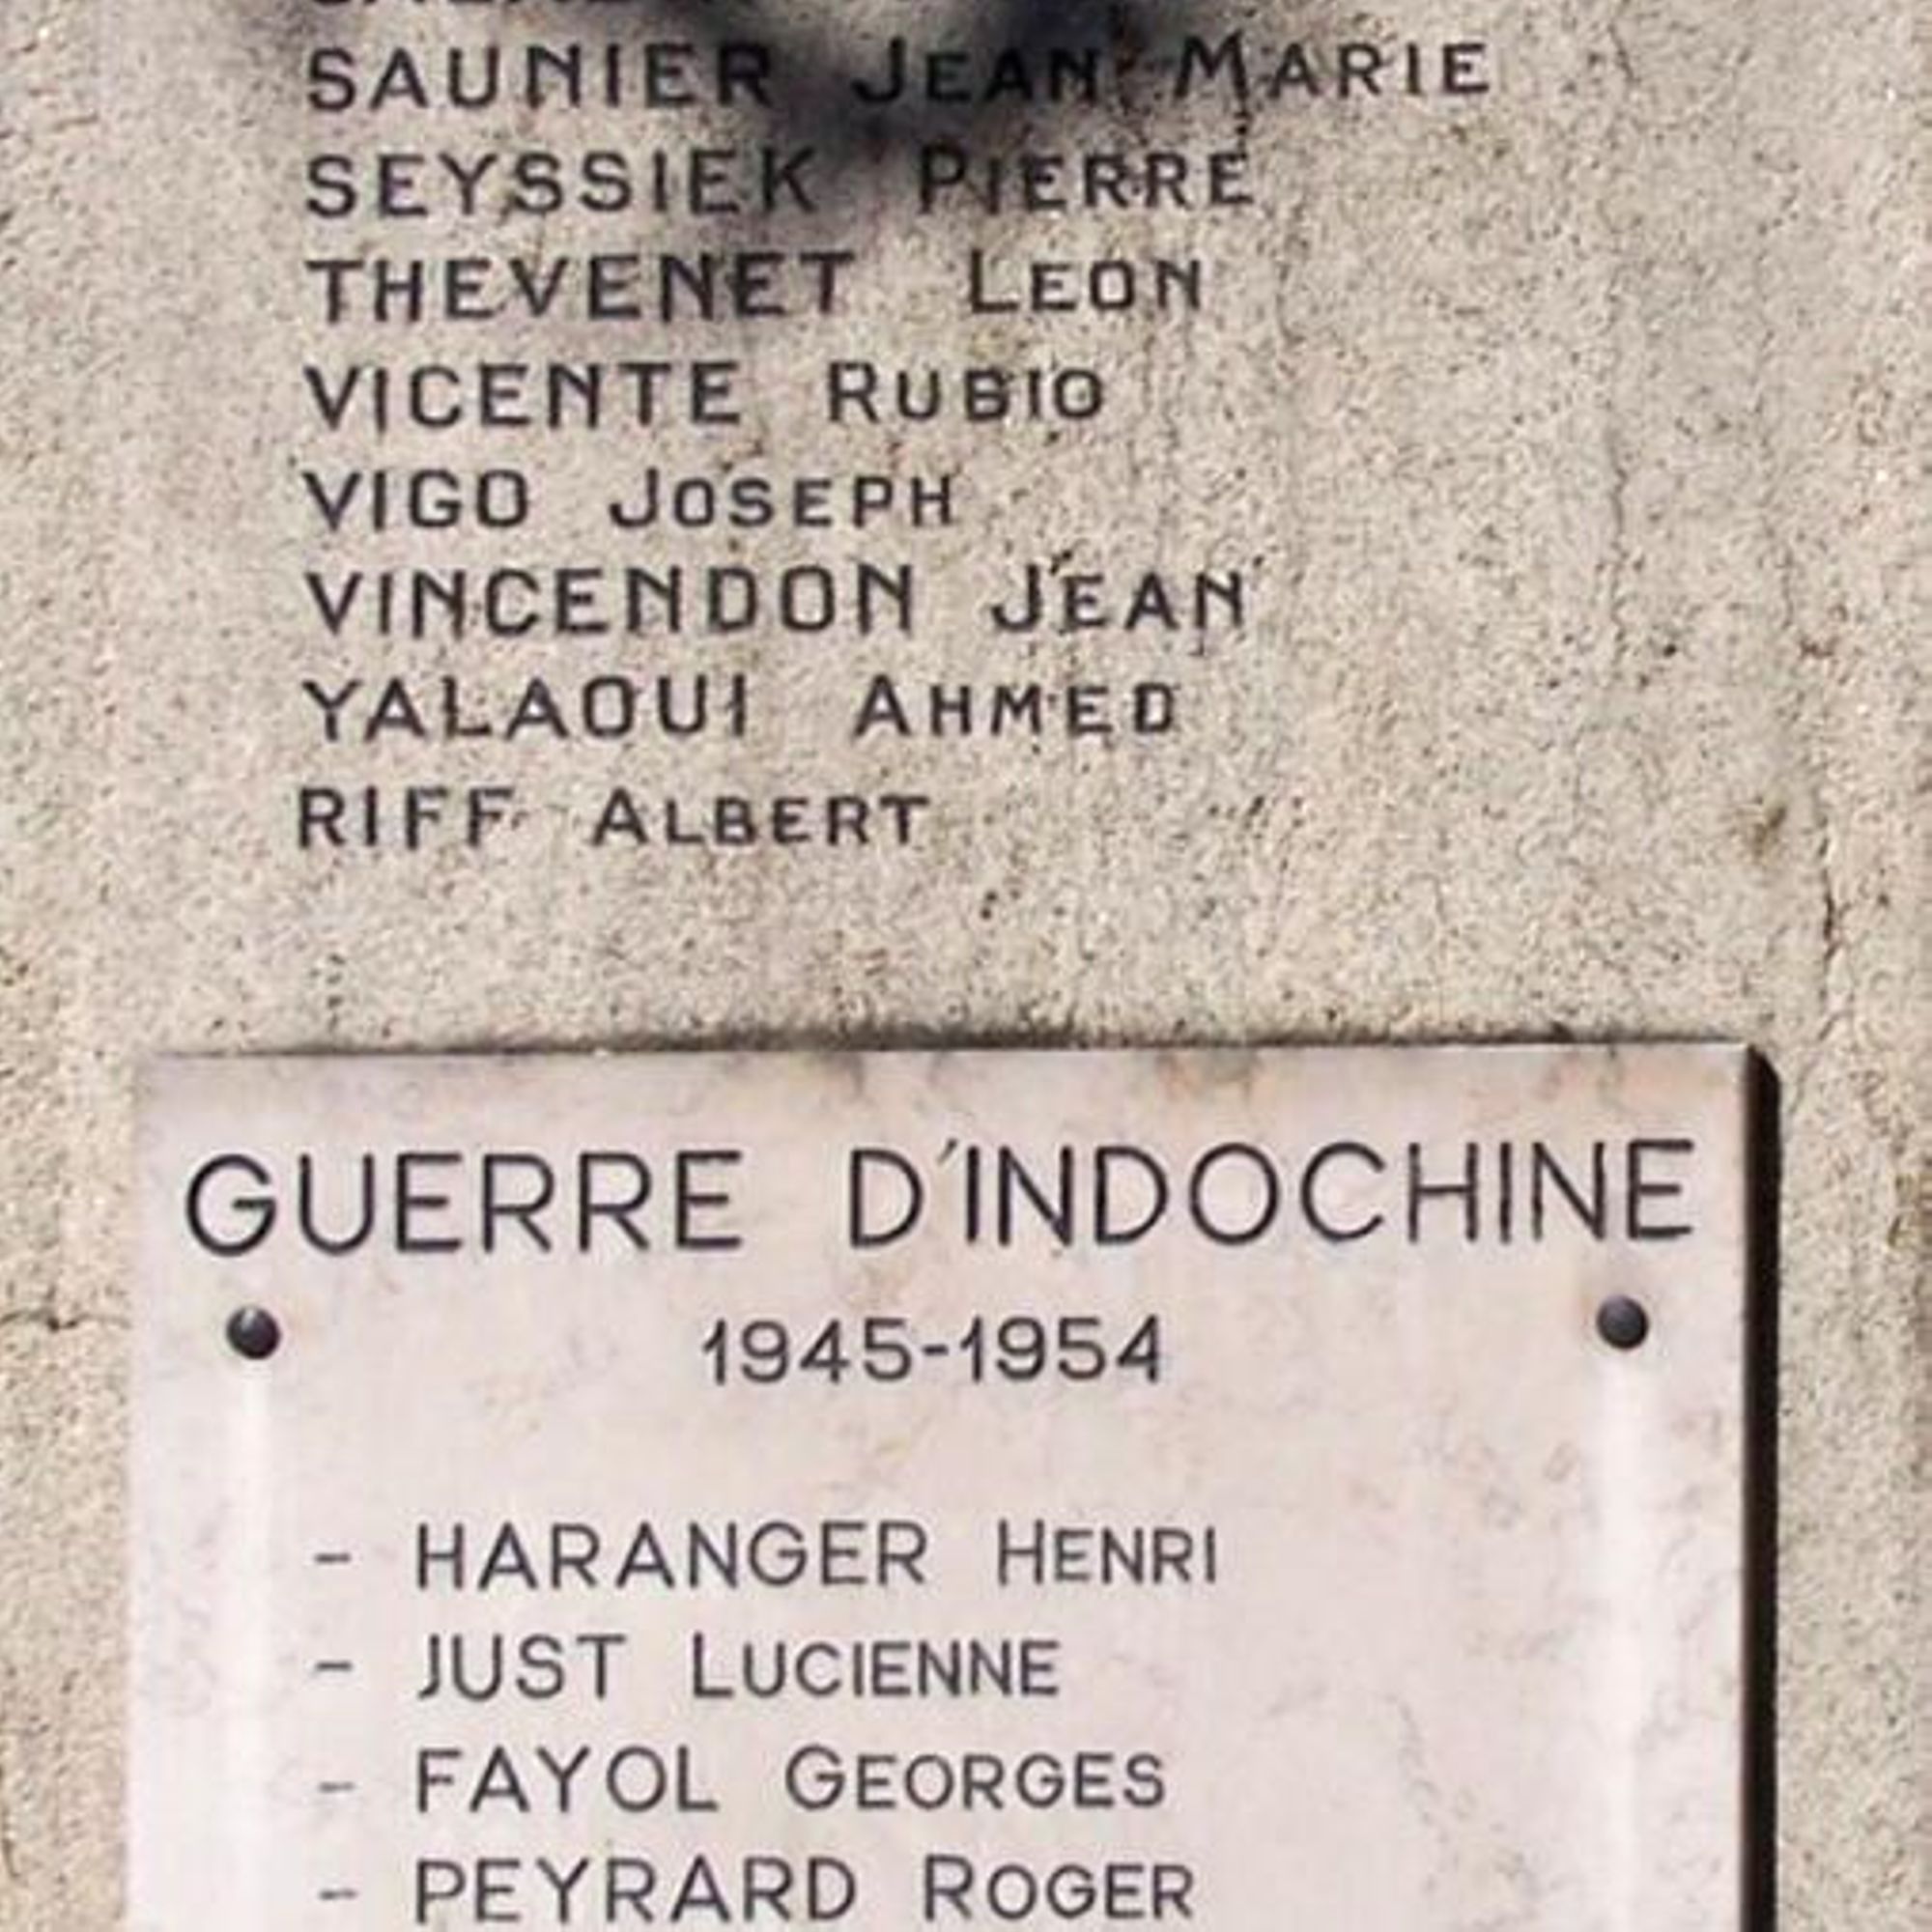 SAUNIER JEAN MARIE
SEYSSIEK PIERRE
THEVENET LEON
VICENTE RUBIO
VIGO JOSEPH
VINCENDON JEAN
YALAOUI AHMED
RIFF ALBERT
GUERRE D'INDOCHINE
1945-1954
- HARANGER HENRI
- JUST LUCIENNE
- FAYOL GEORGES
- PEYRARD ROGER